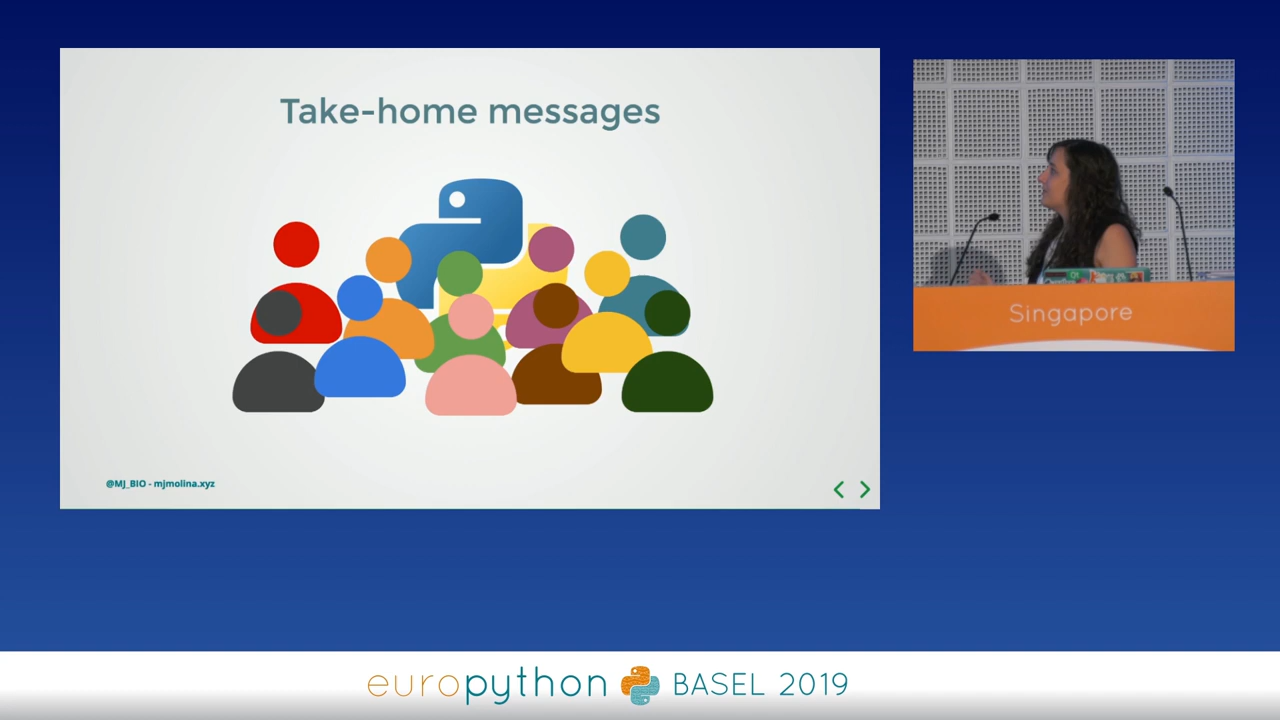 Take-home messages
@MJ_BIO - mjmolina.xyz
Singapore
europython BASEL 2019